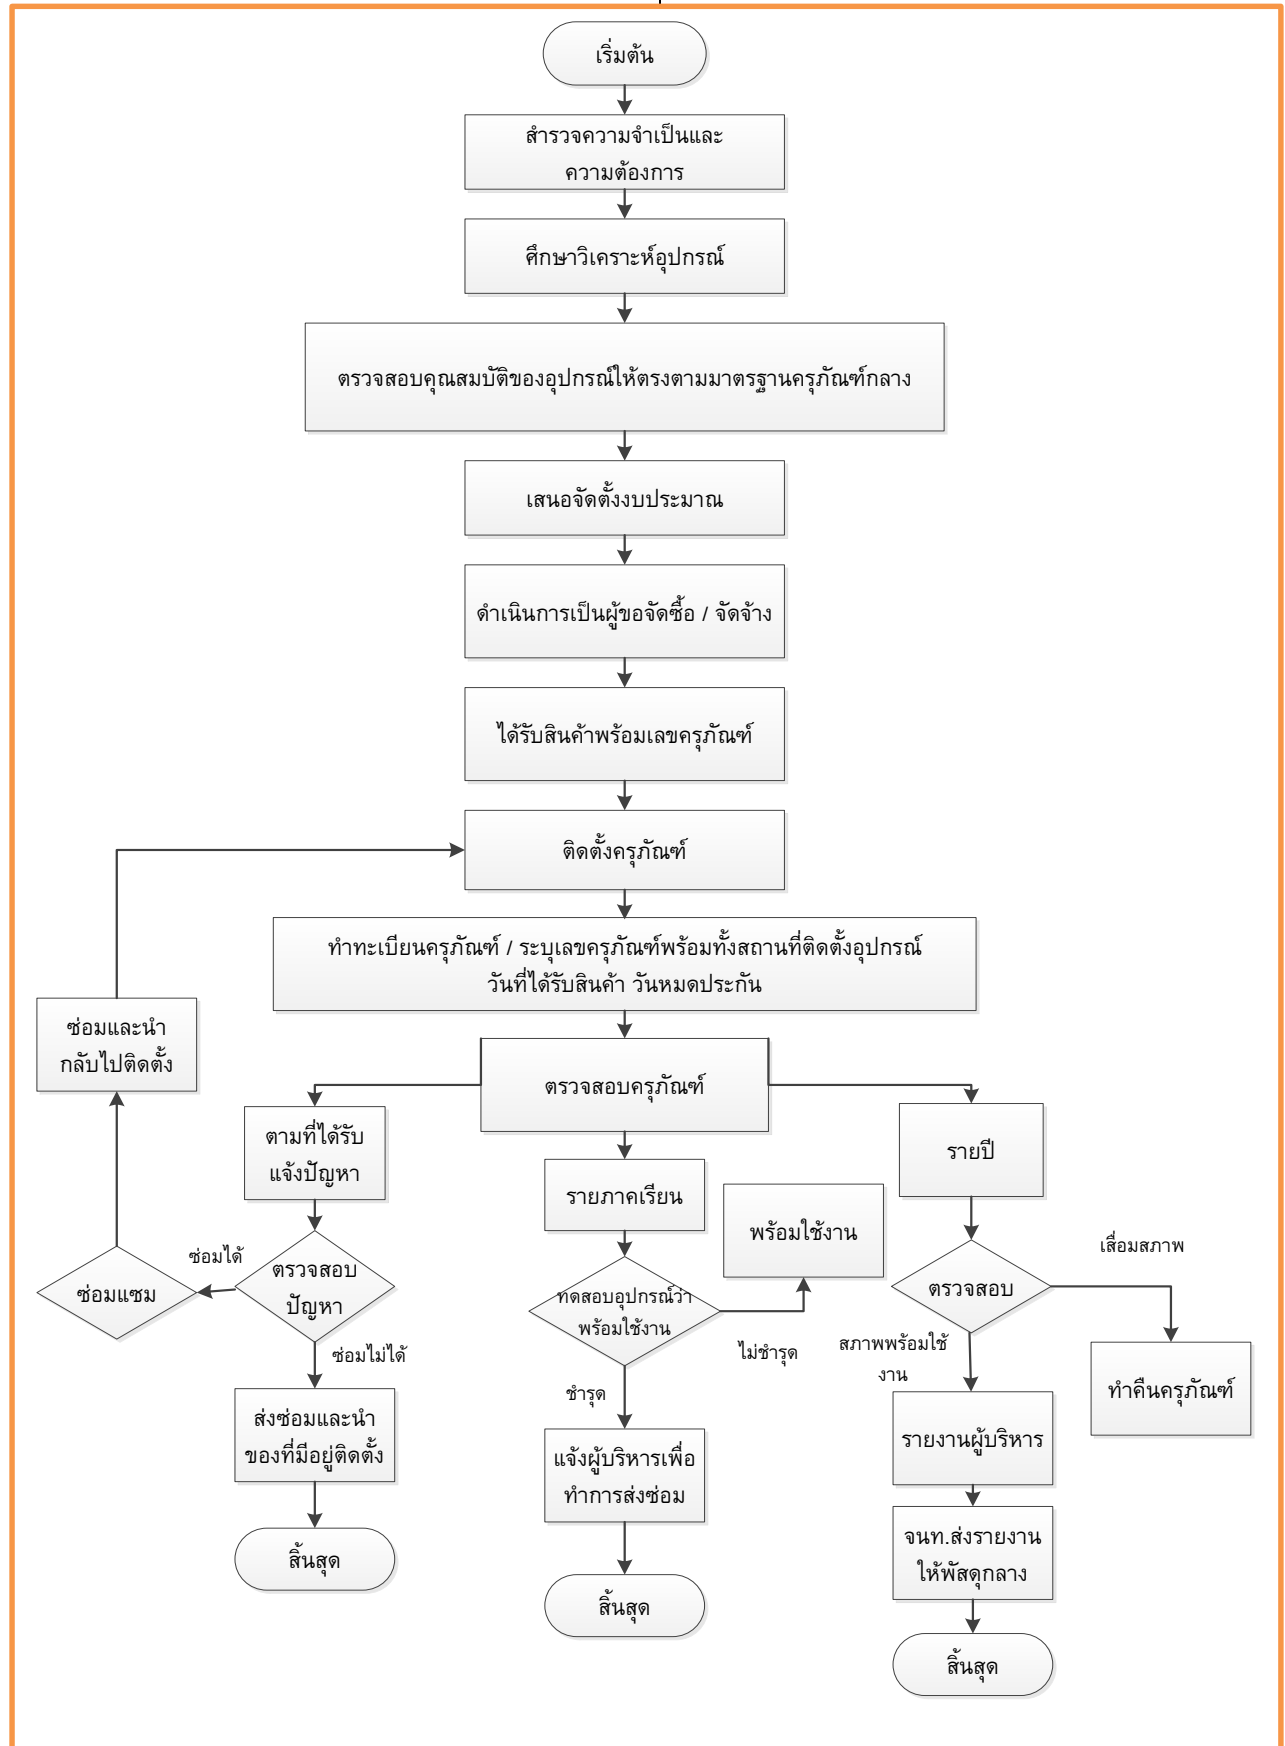 เริ่มต้น
สำรวจความจำเป็นและ
ความต้องการ
ศึกษาวิเคราะห์อุปกรณ์
ตรวจสอบคุณสมบัติของอุปกรณ์ให้ตรงตามมาตรฐานครุภัณฑ์กลาง
เสนอจัดตั้งงบประมาณ
ดำเนินการเป็นผู้ขอจัดซื้อ / จัดจ้าง
ได้รับสินค้าพร้อมเลขครุภัณฑ์
ติดตั้งครุภัณฑ์
ทำทะเบียนครุภัณฑ์ / ระบุเลขครุภัณฑ์พร้อมทั้งสถานที่ติดตั้งอุปกรณ์
วันที่ได้รับสินค้า วันหมดประกัน
ซ่อมและนำ
กลับไปติดตั้ง
ตรวจสอบครุภัณฑ์
ตามที่ได้รับ
แจ้งปัญหา
รายภาคเรียน
รายปี
พร้อมใช้งาน
ซ่อมได้
เสื่อมสภาพ
ซ่อมแซม
ตรวจสอบ
ปัญหา
ทดสอบอุปกรณ์ว่า
พร้อมใช้งาน
ตรวจสอบ
ซ่อมไม่ได้
ไม่ชำรุด
สภาพพร้อมใช้
งาน
ทำคืนครุภัณฑ์
ชำรุด
ส่งซ่อมและนำ
ของที่มีอยู่ติดตั้ง
แจ้งผู้บริหารเพื่อ
ทำการส่งซ่อม
รายงานผู้บริหาร
จนท.ส่งรายงาน
ให้พัสดุกลาง
สิ้นสุด
สิ้นสุด
สิ้นสุด